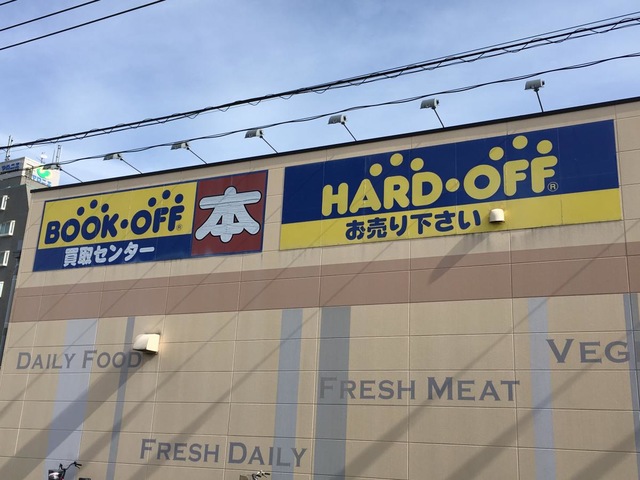 BOOK·OFF®
買取センター
本
HARD·OFF®
お売り下さい
DAILY FOOD
FRESH MEAT
VEG
FRESH DAILY